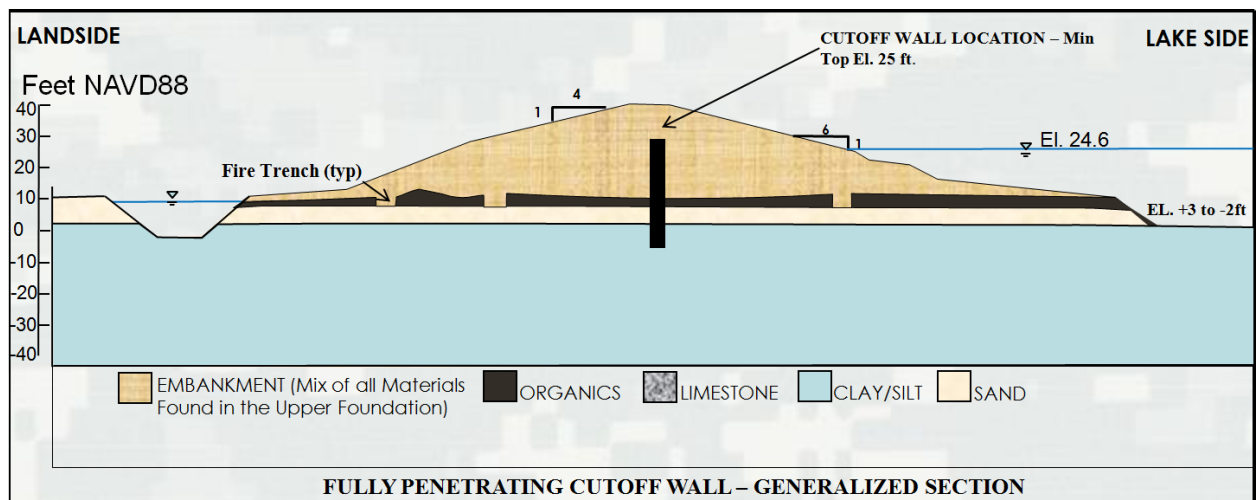 LANDSIDE
CUTOFF WALL LOCATION – Min
Top El. 25 ft.
LAKE SIDE
Feet NAVD88
40
30
20
10
0
-10
-20
-30
-40
1
4
6
1
El. 24.6
Fire Trench (typ)
EL. +3 to -2ft
EMBANKMENT (Mix of all Materials
Found in the Upper Foundation)
ORGANICS
LIMESTONE
CLAY/SILT
SAND
FULLY PENETRATING CUTOFF WALL – GENERALIZED SECTION